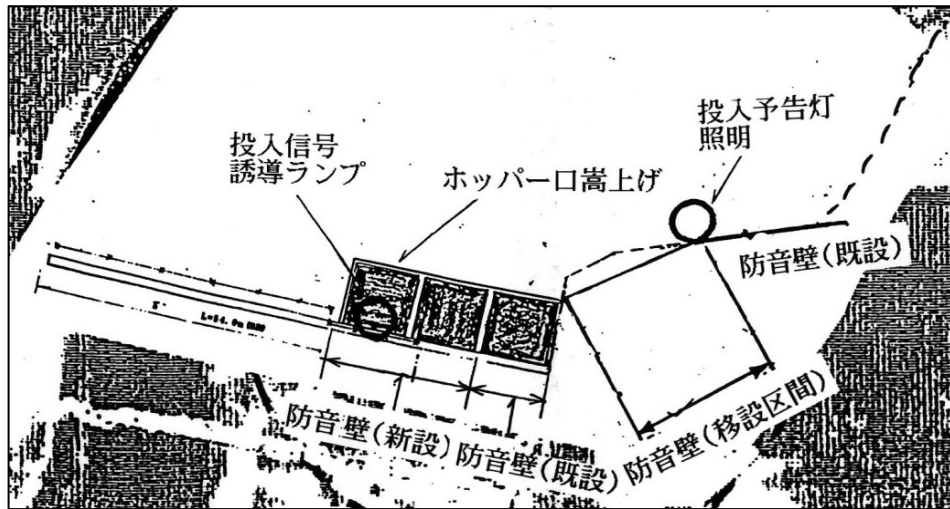 投入予告灯
照明
投入信号
誘導ランプ
ホッパー口嵩上げ
防音壁(既設)
防音壁(新設)
防音壁(既設)
防音壁(移設区間)